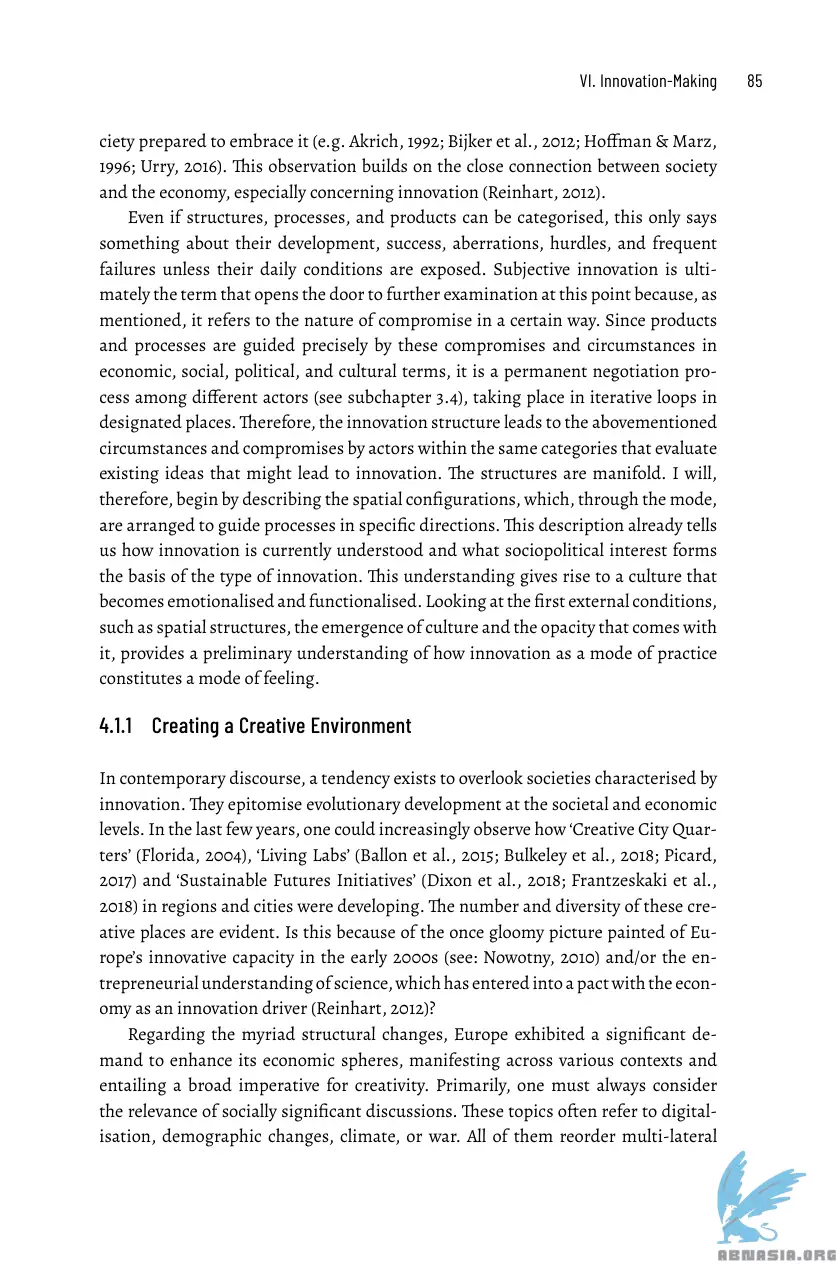 VI. Innovation-Making 85
ciety prepared to embrace it (e.g. Akrich, 1992; Bijker et al., 2012; Hoffman & Marz,
1996; Urry, 2016). This observation builds on the close connection between society
and the economy, especially concerning innovation (Reinhart, 2012).
Even if structures, processes, and products can be categorised, this only says
something about their development, success, aberrations, hurdles, and frequent
failures unless their daily conditions are exposed. Subjective innovation is ulti-
mately the term that opens the door to further examination at this point because, as
mentioned, it refers to the nature of compromise in a certain way. Since products
and processes are guided precisely by these compromises and circumstances in
economic, social, political, and cultural terms, it is a permanent negotiation pro-
cess among different actors (see subchapter 3.4), taking place in iterative loops in
designated places. Therefore, the innovation structure leads to the abovementioned
circumstances and compromises by actors within the same categories that evaluate
existing ideas that might lead to innovation. The structures are manifold. I will,
therefore, begin by describing the spatial configurations, which, through the mode,
are arranged to guide processes in specific directions. This description already tells
us how innovation is currently understood and what sociopolitical interest forms
the basis of the type of innovation. This understanding gives rise to a culture that
becomes emotionalised and functionalised. Looking at the first external conditions,
such as spatial structures, the emergence of culture and the opacity that comes with
it, provides a preliminary understanding of how innovation as a mode of practice
constitutes a mode of feeling.
4.1.1 Creating a Creative Environment
In contemporary discourse, a tendency exists to overlook societies characterised by
innovation. They epitomise evolutionary development at the societal and economic
levels. In the last few years, one could increasingly observe how ‘Creative City Quar-
ters’ (Florida, 2004), ‘Living Labs’ (Ballon et al., 2015; Bulkeley et al., 2018; Picard,
2017) and ‘Sustainable Futures Initiatives’ (Dixon et al., 2018; Frantzeskaki et al.,
2018) in regions and cities were developing. The number and diversity of these cre-
ative places are evident. Is this because of the once gloomy picture painted of Eu-
rope’s innovative capacity in the early 2000s (see: Nowotny, 2010) and/or the en-
trepreneurial understanding of science, which has entered into a pact with the econ-
omy as an innovation driver (Reinhart, 2012)?
Regarding the myriad structural changes, Europe exhibited a significant de-
mand to enhance its economic spheres, manifesting across various contexts and
entailing a broad imperative for creativity. Primarily, one must always consider
the relevance of socially significant discussions. These topics often refer to digital-
isation, demographic changes, climate, or war. All of them reorder multi-lateral
ABNASIA.ORG